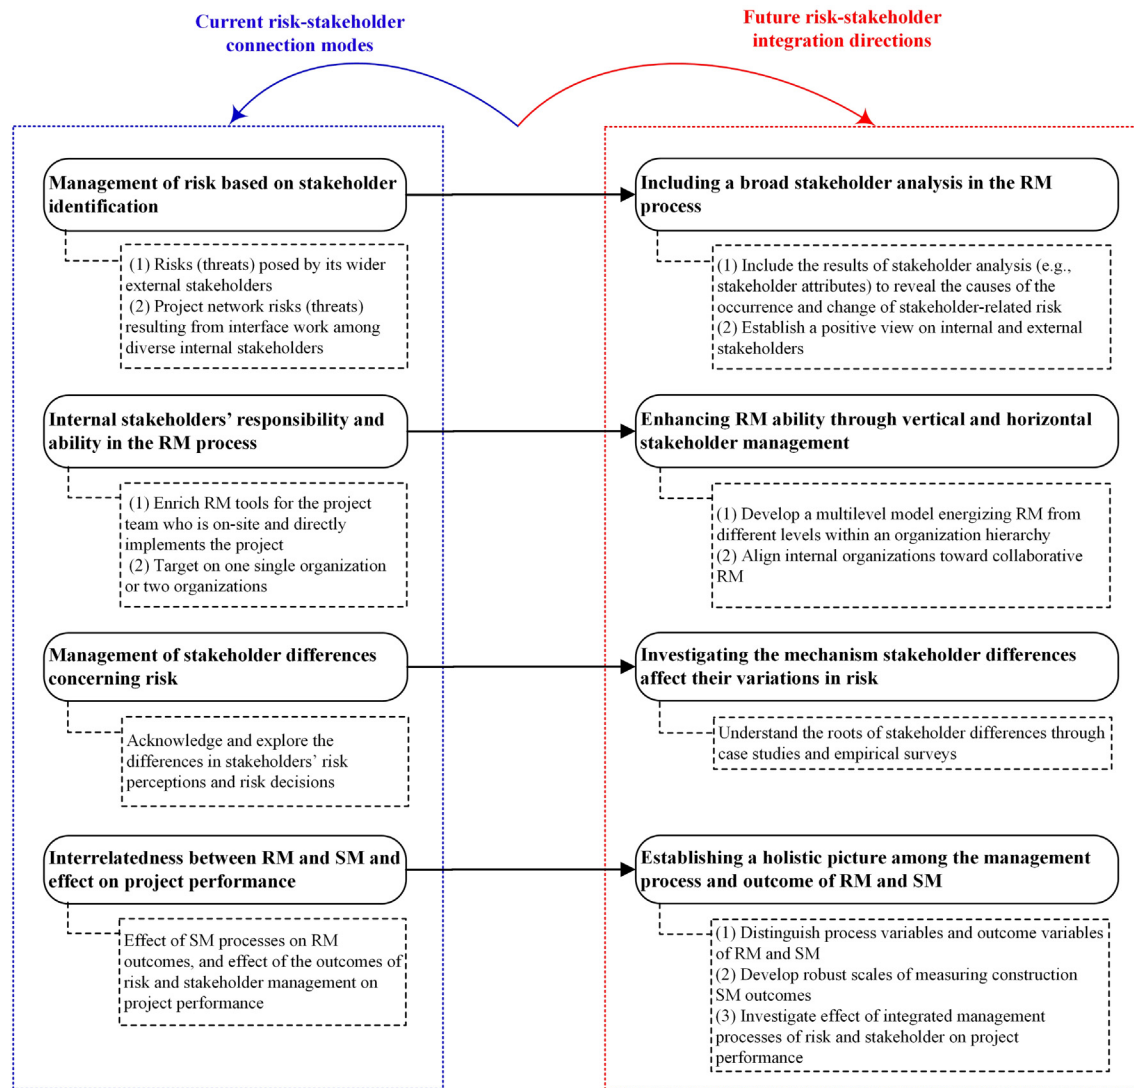 Current risk-stakeholder
connection modes
Future risk-stakeholder
integration directions
Management of risk based on stakeholder
identification
(1) Risks (threats) posed by its wider
external stakeholders
(2) Project network risks (threats)
resulting from interface work among
diverse internal stakeholders
Including a broad stakeholder analysis in the RM
process
(1) Include the results of stakeholder analysis (e.g.,
stakeholder attributes) to reveal the causes of the
occurrence and change of stakeholder-related risk
(2) Establish a positive view on internal and external
stakeholders
Internal stakeholders’ responsibility and
ability in the RM process
(1) Enrich RM tools for the project
team who is on-site and directly
implements the project
(2) Target on one single organization
or two organizations
Enhancing RM ability through vertical and horizontal
stakeholder management
(1) Develop a multilevel model energizing RM from
different levels within an organization hierarchy
(2) Align internal organizations toward collaborative
RM
Management of stakeholder differences
concerning risk
Acknowledge and explore the
differences in stakeholders’ risk
perceptions and risk decisions
Investigating the mechanism stakeholder differences
affect their variations in risk
Understand the roots of stakeholder differences through
case studies and empirical surveys
Interrelatedness between RM and SM and
effect on project performance
Effect of SM processes on RM
outcomes, and effect of the outcomes of
risk and stakeholder management on
project performance
Establishing a holistic picture among the management
process and outcome of RM and SM
(1) Distinguish process variables and outcome variables
of RM and SM
(2) Develop robust scales of measuring construction
SM outcomes
(3) Investigate effect of integrated management
processes of risk and stakeholder on project
performance